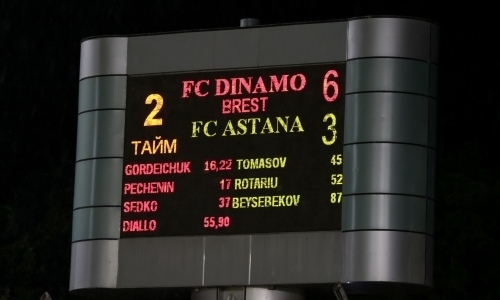 FC DINAMO 6
BREST
2
FC ASTANA 3
ТАЙМ
GORDEICHUK 16,22 TOMASOV 45
PECHENIN 17 ROTARIU 52
SEDKO 37 BEYSEBEKOV 87
DIALLO 55,90